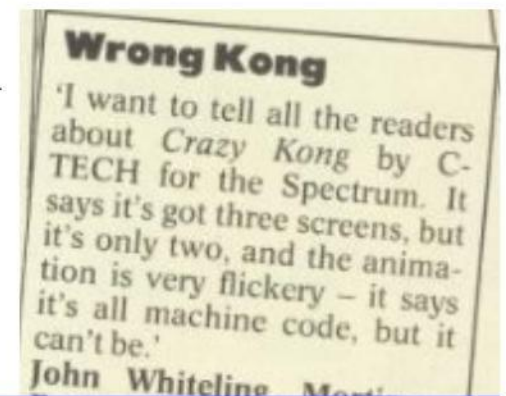 Wrong Kong
'I want to tell all the readers
about Crazy Kong by C-
TECH for the Spectrum. It
says it's got three screens, but
it's only two, and the anima-
tion is very flickery – it says
it's all machine code, but it
can't be.'
John Whiteling